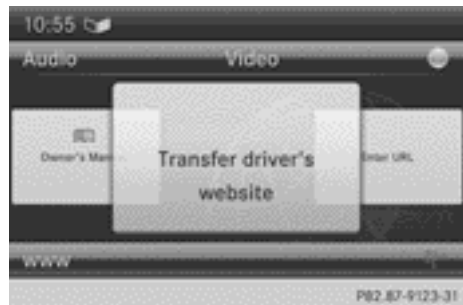 10:55
Audio Video
Owner's Man
Transfer driver's
website
Enter URL
www
P82.87-9123-31